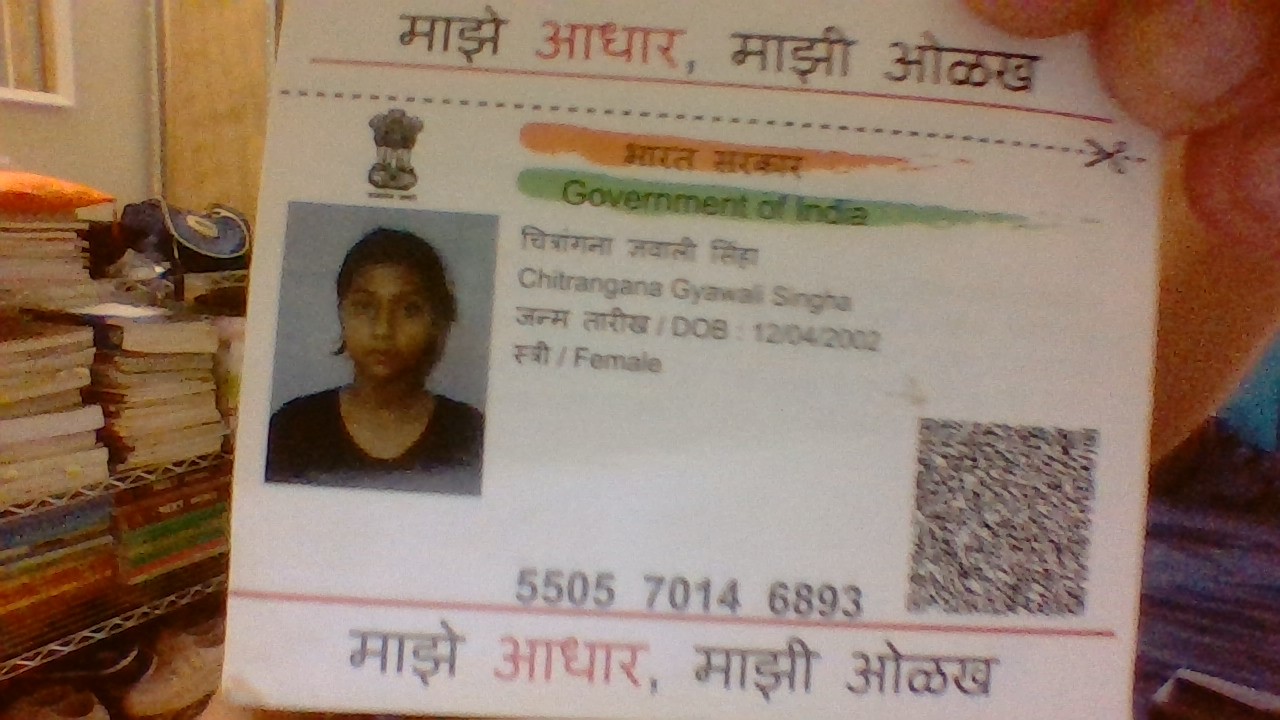 माझे आधार, माझी ओळख
भारत सरकार
Government of India
चित्रांगना ज्ञवाली सिंहा
Chitrangana Gyawali Singha
जन्म तारीख / DOB : 12/04/2002
स्त्री / Female
5505 7014 6893
माझे आधार, माझी ओळख